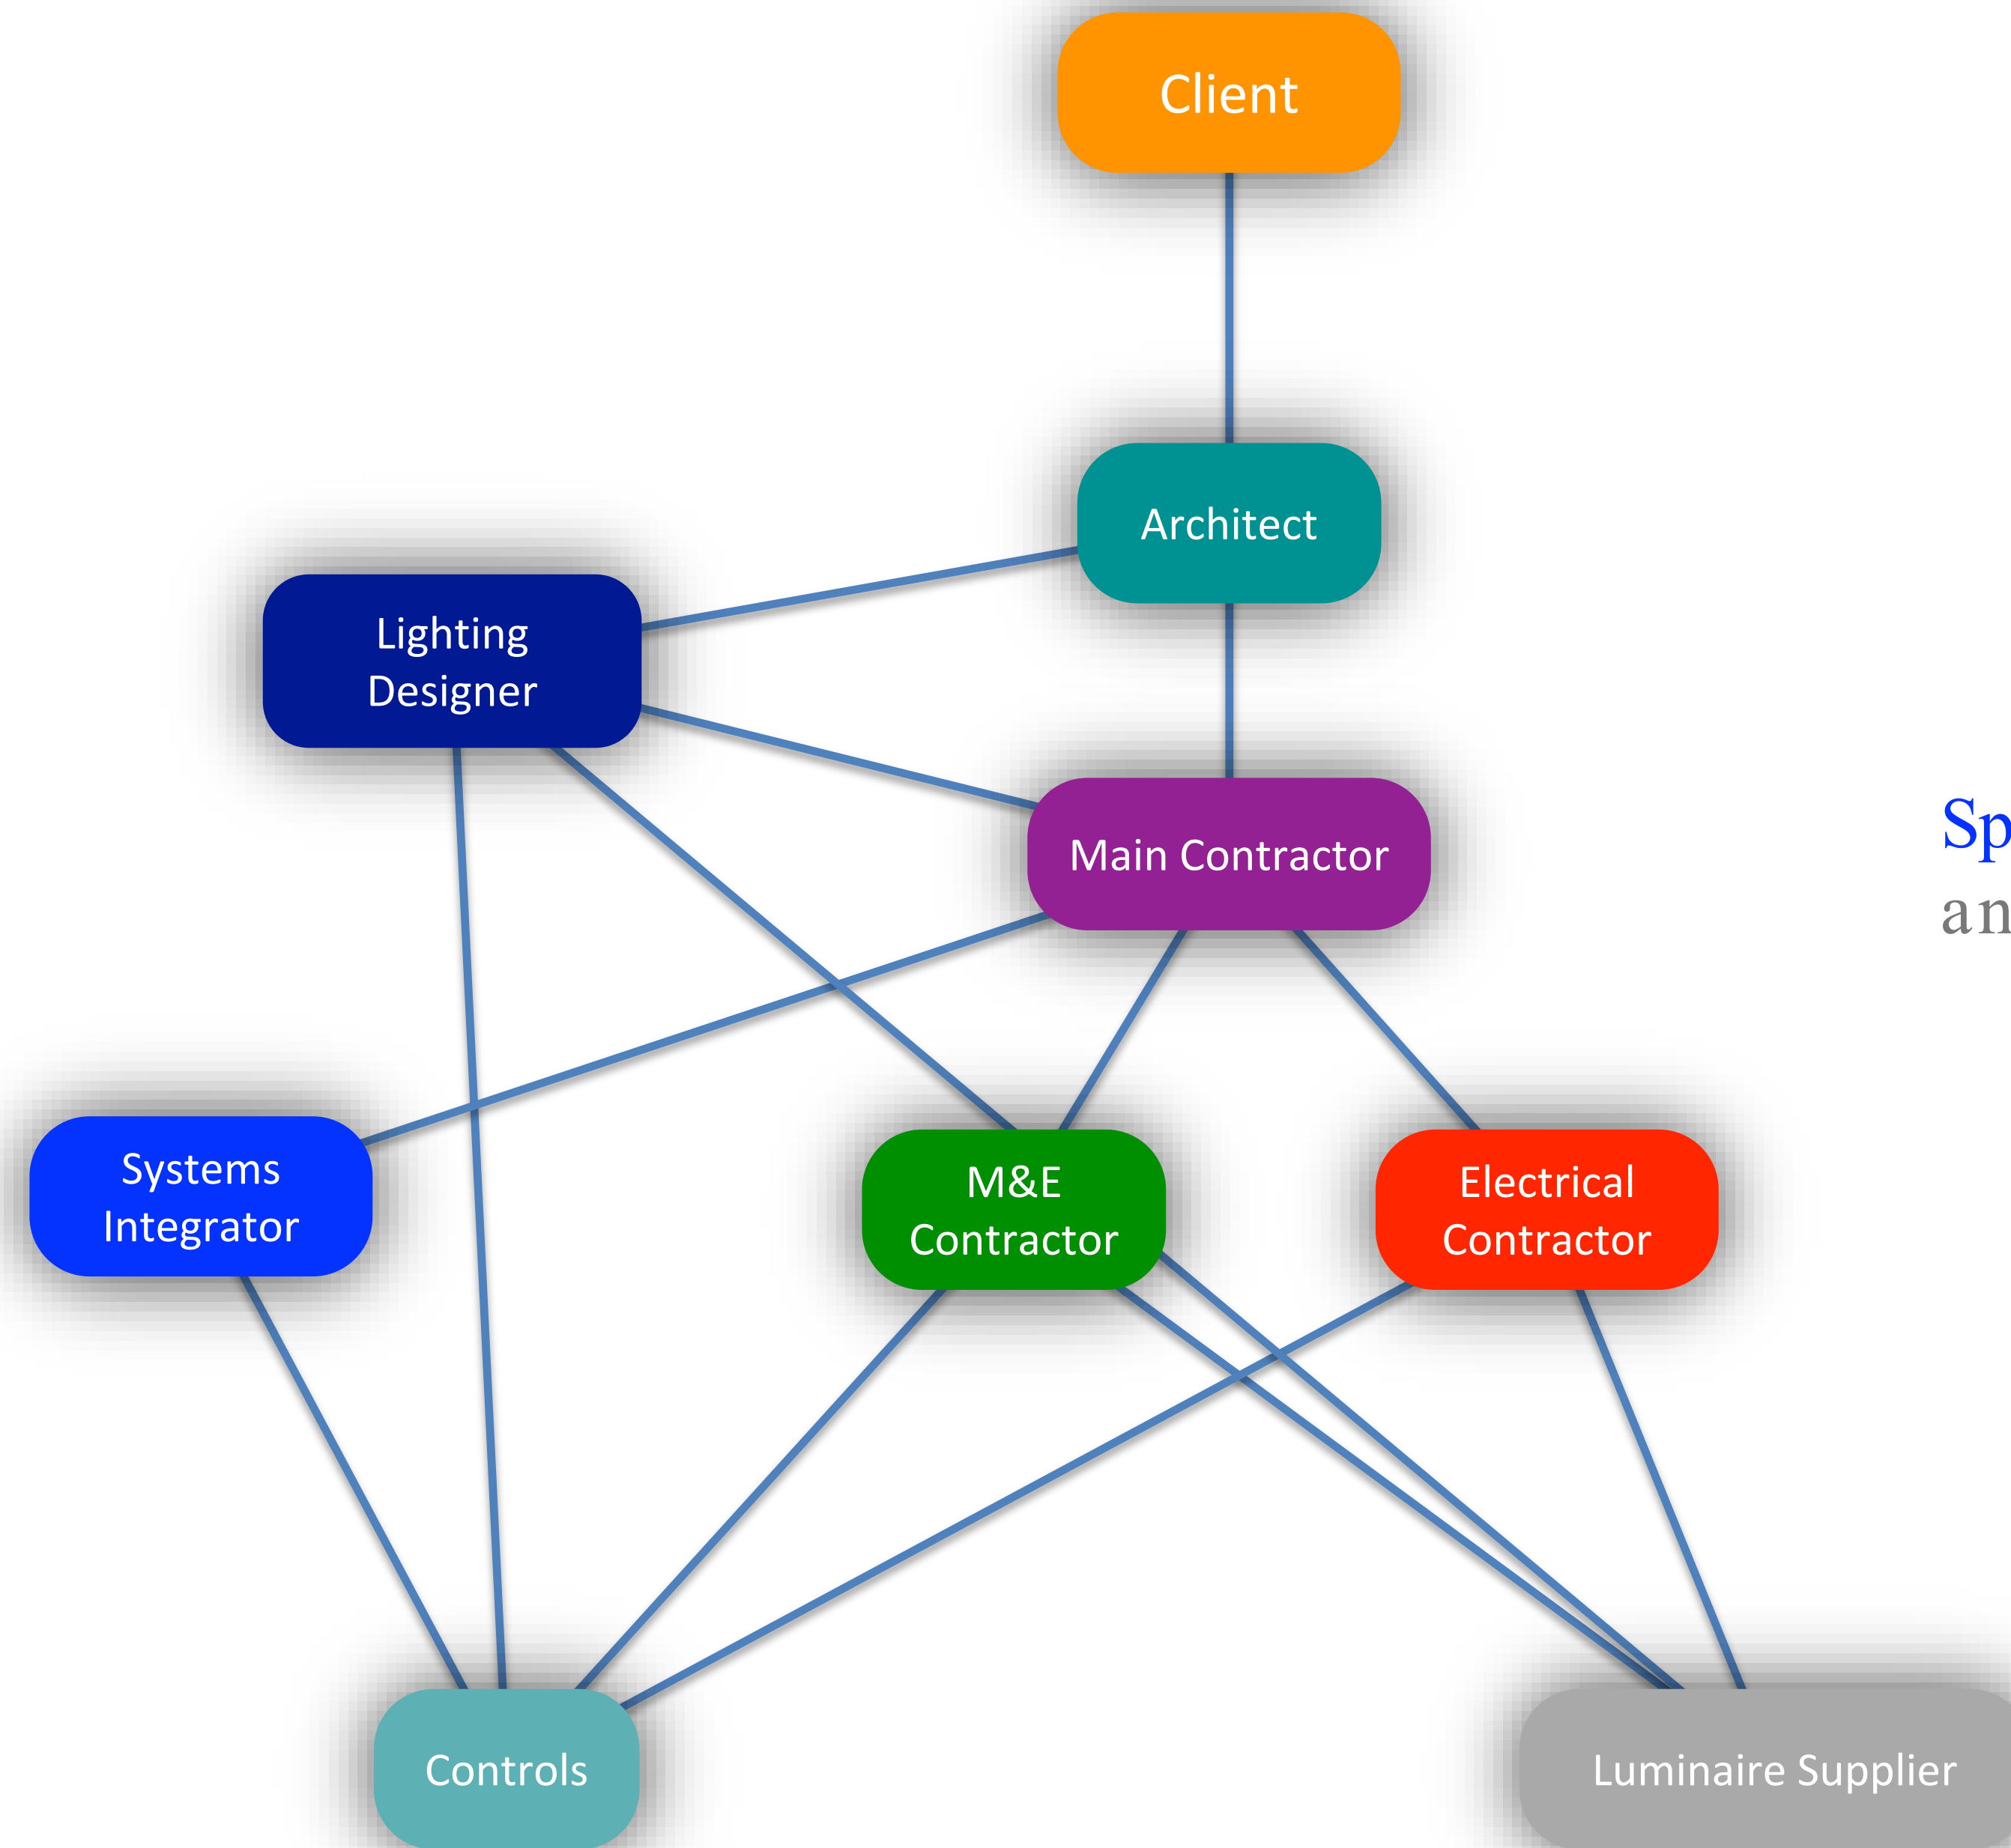 Client
Architect
Lighting
Designer
Main Contractor
Systems
Integrator
M&E
Contractor
Electrical
Contractor
Controls
Luminaire Supplier